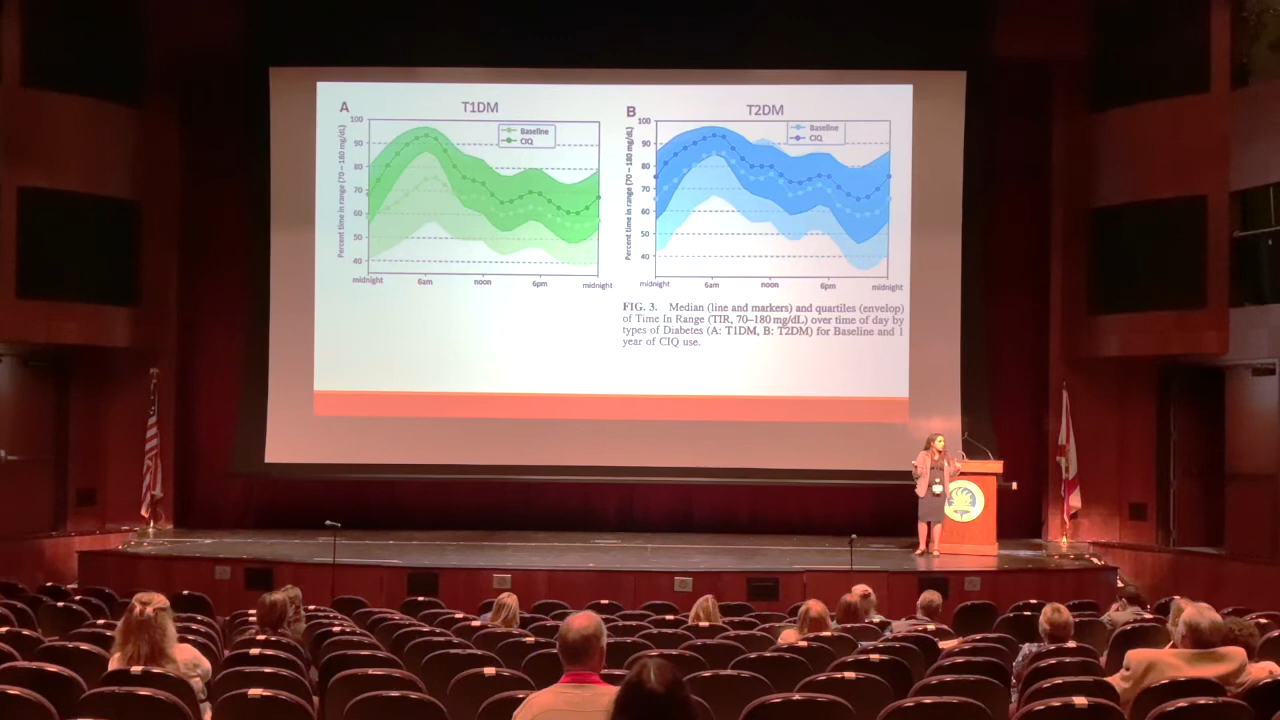 A
T1DM
Percent time in range (70–180 mg/dL)
100
90
80
70
60
50
40
Baseline
CIQ
midnight
6am
noon
6pm
midnight
B
T2DM
Percent time in range (70–180 mg/dL)
100
90
80
70
60
50
40
Baseline
CIQ
midnight
6am
noon
6pm
midnight
FIG. 3. Median (line and markers) and quartiles (envelop)
of Time In Range (TIR, 70–180 mg/dL) over time of day by
types of Diabetes (A: T1DM, B: T2DM) for Baseline and 1
year of CIQ use.